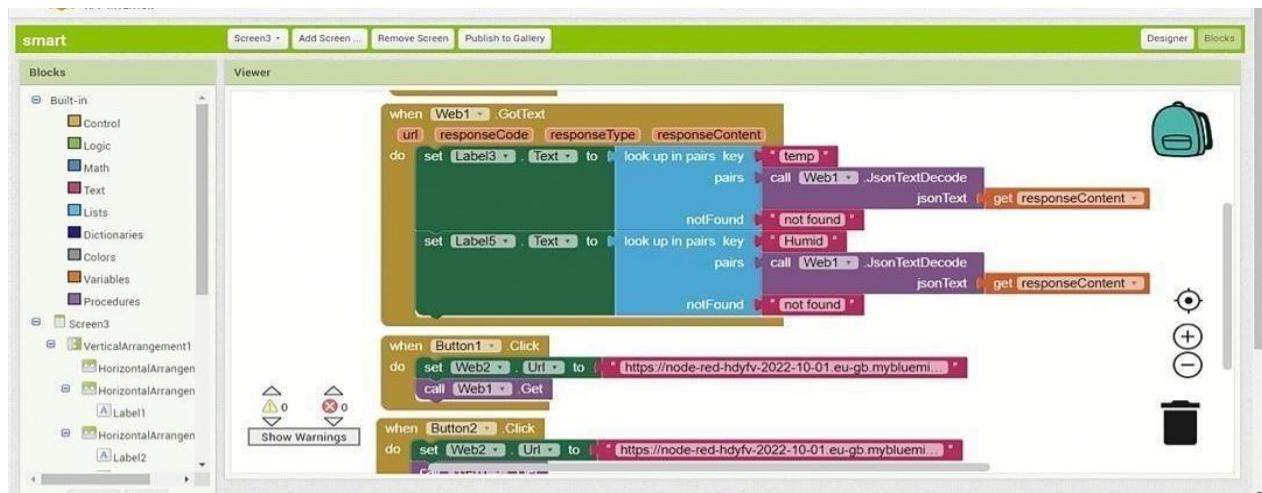 smart
Screen3
Add Screen ...
Remove Screen
Publish to Gallery
Designer
Blocks
Blocks
Viewer
Built-in
Control
Logic
Math
Text
Lists
Dictionaries
Colors
Variables
Procedures
Screen3
VerticalArrangement1
HorizontalArrangen
HorizontalArrangen
Label1
HorizontalArrangen
Label2
when Web1 .GotText
url responseCode responseType responseContent
do set Label3 . Text to look up in pairs key " temp "
pairs call Web1 .JsonTextDecode
jsonText get responseContent
notFound " not found "
set Label5 . Text to look up in pairs key " Humid "
pairs call Web1 .JsonTextDecode
jsonText get responseContent
notFound " not found "
when Button1 .Click
do set Web2 . Url to " https://node-red-hdyfv-2022-10-01.eu-gb.mybluemi... "
call Web1 .Get
when Button2 .Click
do set Web2 . Url to " https://node-red-hdyfv-2022-10-01.eu-gb.mybluemi... "
0 0
Show Warnings